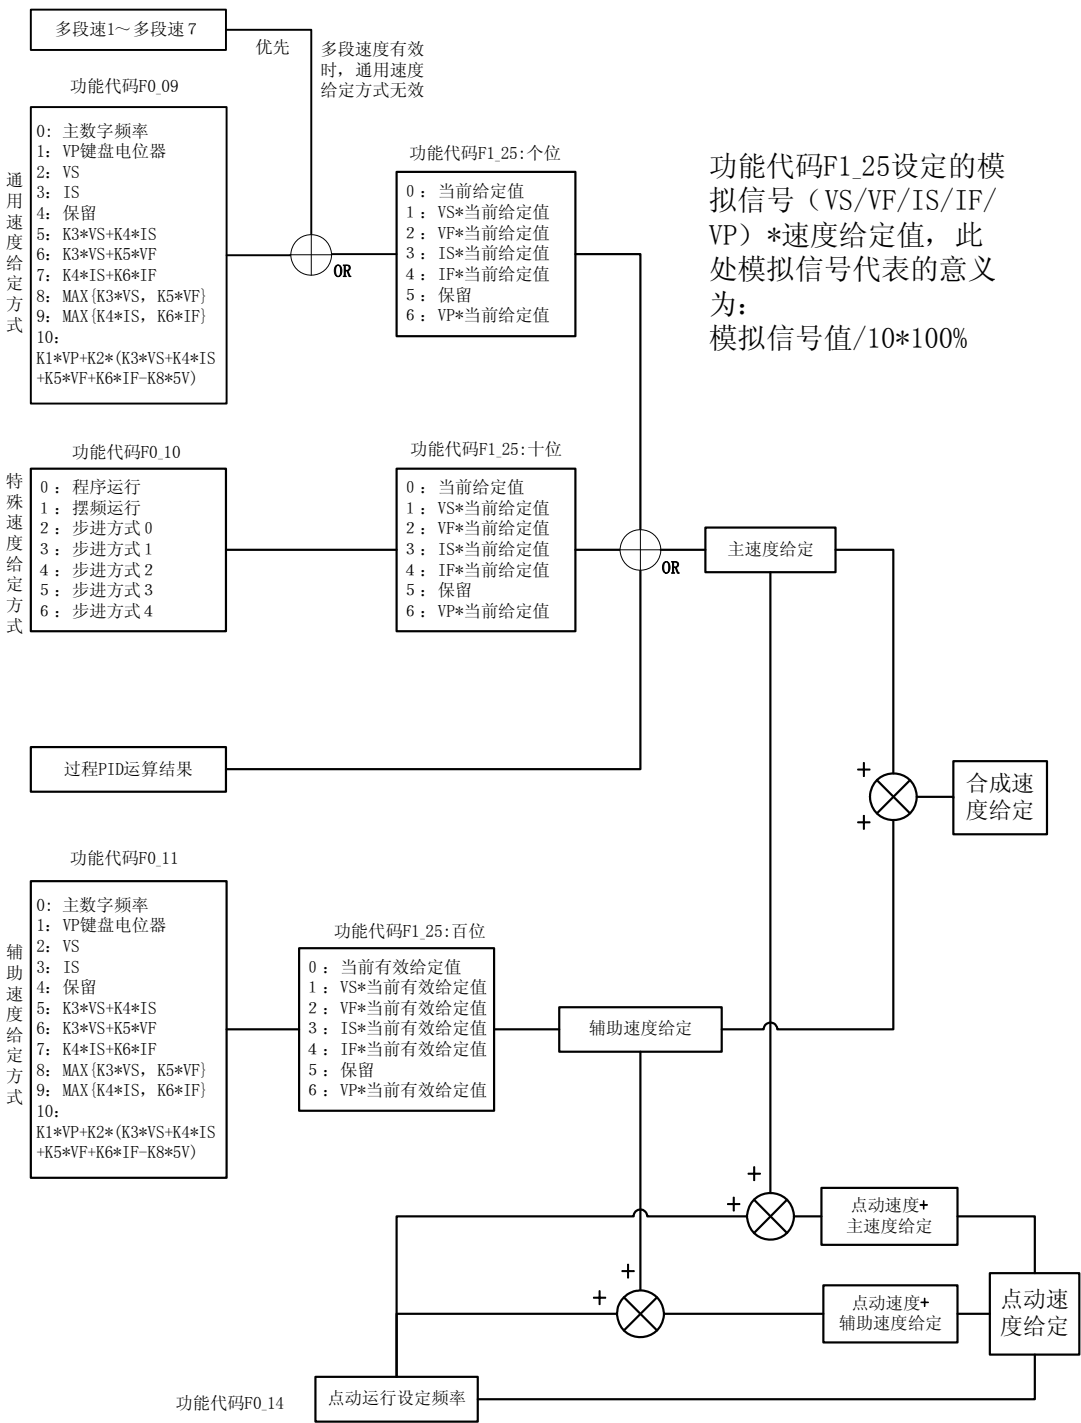 多段速1～多段速７
优先
多段速度有效
时，通用速度
给定方式无效
功能代码F0_09
通用速度给定方式
0: 主数字频率
1: VP键盘电位器
2: VS
3: IS
4: 保留
5: K3*VS+K4*IS
6: K3*VS+K5*VF
7: K4*IS+K6*IF
8: MAX{K3*VS, K5*VF}
9: MAX{K4*IS, K6*IF}
10:
K1*VP+K2*(K3*VS+K4*IS
+K5*VF+K6*IF-K8*5V)
OR
功能代码F1_25:个位
0：当前给定值
1：VS*当前给定值
2：VF*当前给定值
3：IS*当前给定值
4：IF*当前给定值
5：保留
6：VP*当前给定值
功能代码F1_25设定的模
拟信号（VS/VF/IS/IF/
VP）*速度给定值，此
处模拟信号代表的意义
为:
模拟信号值/10*100%
功能代码F0_10
特殊速度给定方式
0：程序运行
1：摆频运行
2：步进方式0
3：步进方式1
4：步进方式2
5：步进方式3
6：步进方式4
功能代码F1_25:十位
0：当前给定值
1：VS*当前给定值
2：VF*当前给定值
3：IS*当前给定值
4：IF*当前给定值
5：保留
6：VP*当前给定值
OR
主速度给定
过程PID运算结果
+
+
合成速
度给定
功能代码F0_11
辅助速度给定方式
0: 主数字频率
1: VP键盘电位器
2: VS
3: IS
4: 保留
5: K3*VS+K4*IS
6: K3*VS+K5*VF
7: K4*IS+K6*IF
8: MAX{K3*VS, K5*VF}
9: MAX{K4*IS, K6*IF}
10:
K1*VP+K2*(K3*VS+K4*IS
+K5*VF+K6*IF-K8*5V)
功能代码F1_25:百位
0：当前有效给定值
1：VS*当前有效给定值
2：VF*当前有效给定值
3：IS*当前有效给定值
4：IF*当前有效给定值
5：保留
6：VP*当前有效给定值
辅助速度给定
+
+
点动速度+
主速度给定
+
+
点动速度+
辅助速度给定
点动速
度给定
功能代码F0_14
点动运行设定频率